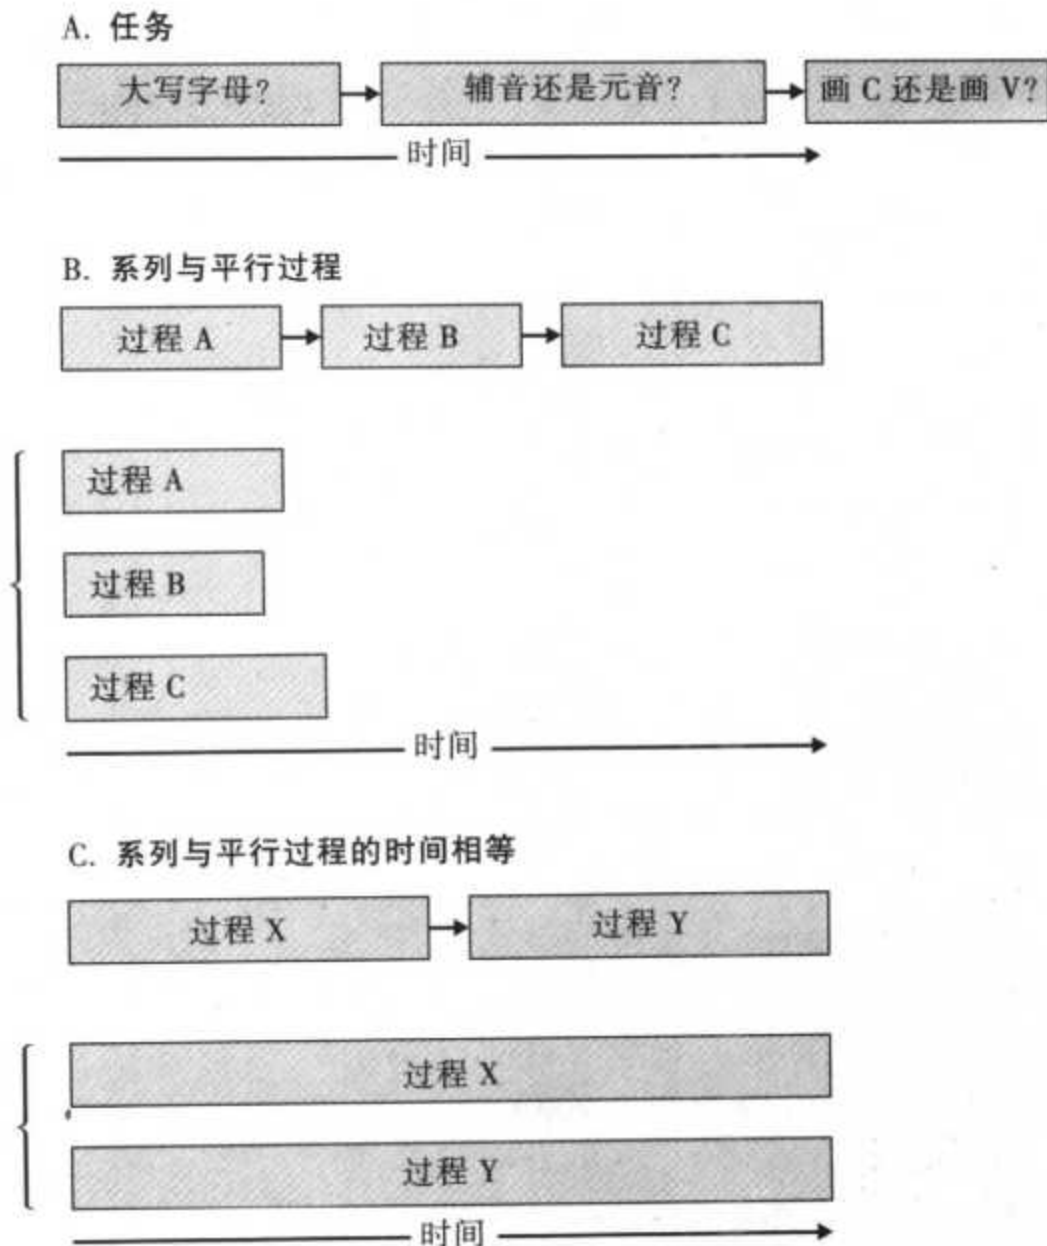 A. 任务
大写字母? 辅音还是元音? 画 C 还是画 V?
时间
B. 系列与平行过程
过程 A 过程 B 过程 C
过程 A
过程 B
过程 C
时间
C. 系列与平行过程的时间相等
过程 X 过程 Y
过程 X
过程 Y
时间